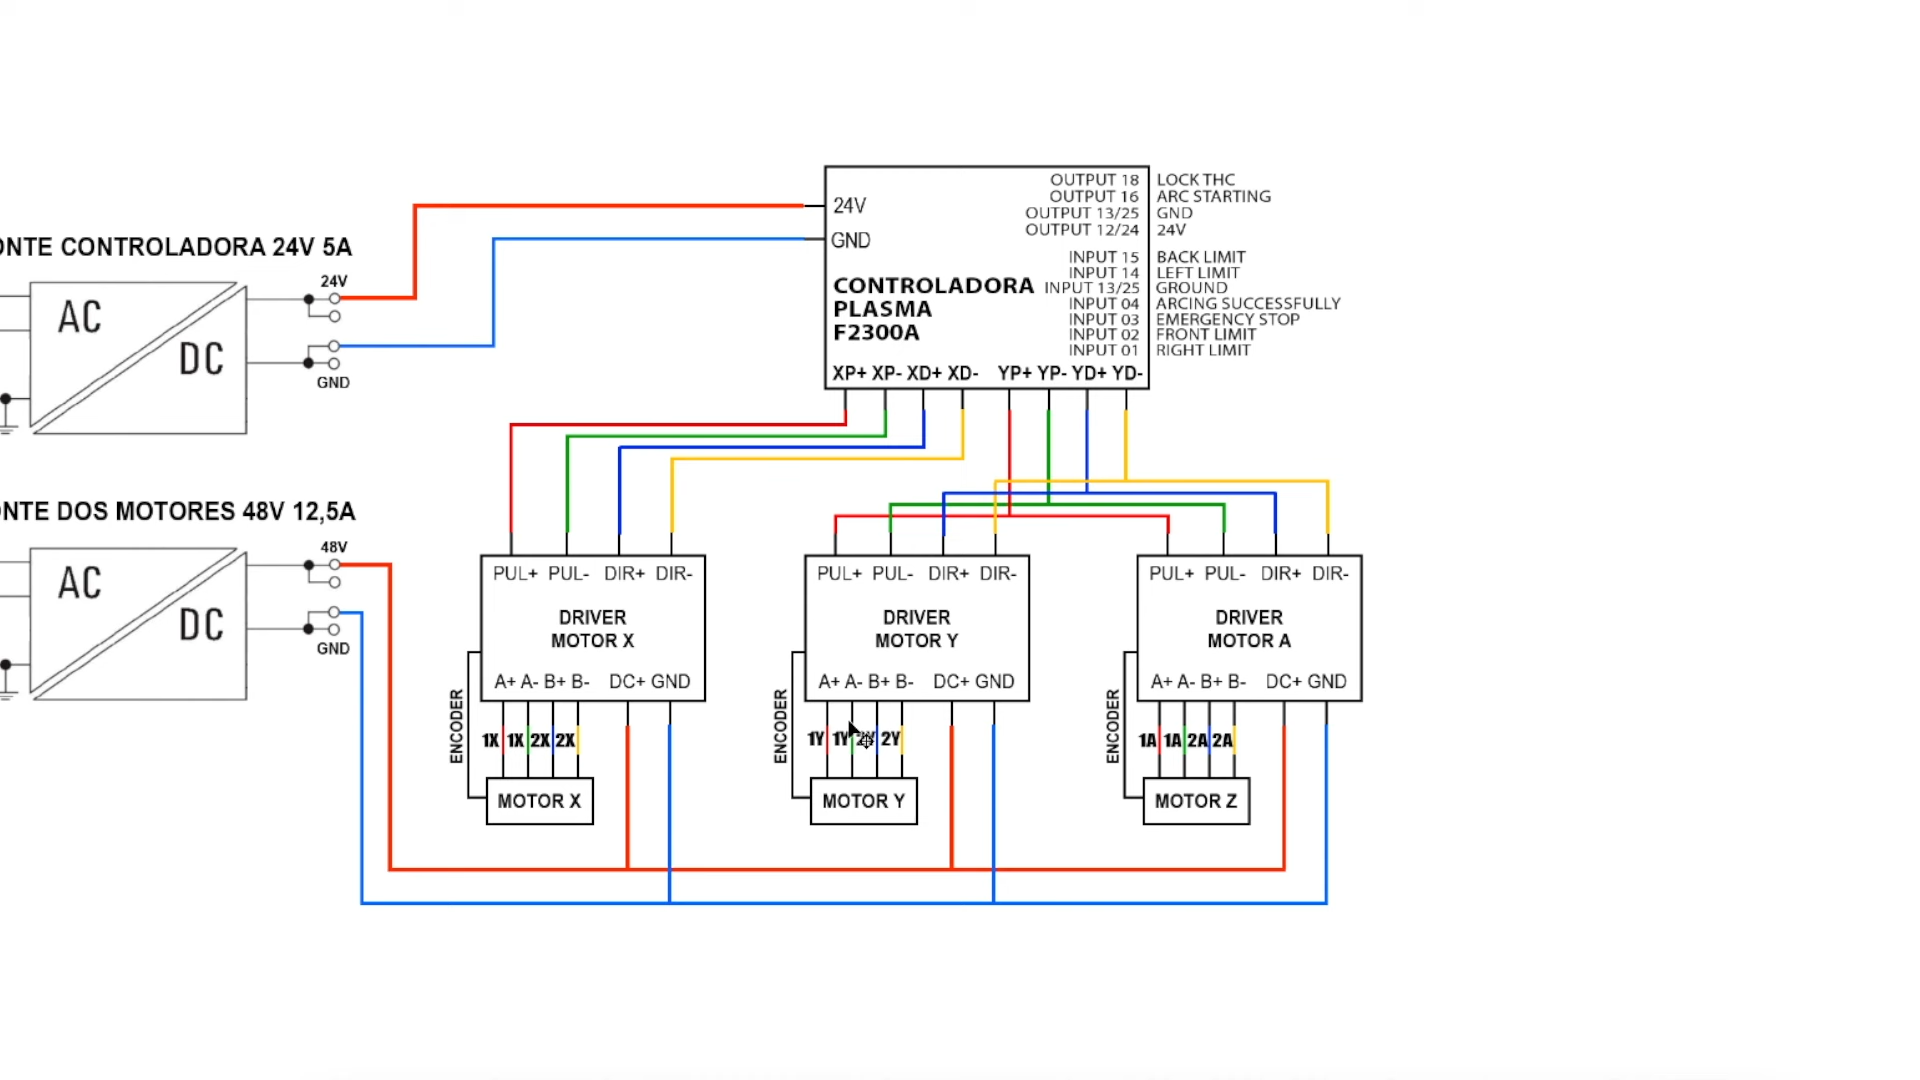 ONTE CONTROLADORA 24V 5A
AC
DC
24V
GND
ONTE DOS MOTORES 48V 12,5A
AC
DC
48V
GND
24V
GND
CONTROLADORA
PLASMA
F2300A
OUTPUT 18 LOCK THC
OUTPUT 16 ARC STARTING
OUTPUT 13/25 GND
OUTPUT 12/24 24V
INPUT 15 BACK LIMIT
INPUT 14 LEFT LIMIT
INPUT 13/25 GROUND
INPUT 04 ARCING SUCCESSFULLY
INPUT 03 EMERGENCY STOP
INPUT 02 FRONT LIMIT
INPUT 01 RIGHT LIMIT
XP+ XP- XD+ XD- YP+ YP- YD+ YD-
PUL+ PUL- DIR+ DIR-
DRIVER
MOTOR X
A+ A- B+ B- DC+ GND
ENCODER
1X 1X 2X 2X
MOTOR X
PUL+ PUL- DIR+ DIR-
DRIVER
MOTOR Y
A+ A- B+ B- DC+ GND
ENCODER
1Y 1Y 2Y 2Y
MOTOR Y
PUL+ PUL- DIR+ DIR-
DRIVER
MOTOR A
A+ A- B+ B- DC+ GND
ENCODER
1A 1A 2A 2A
MOTOR Z